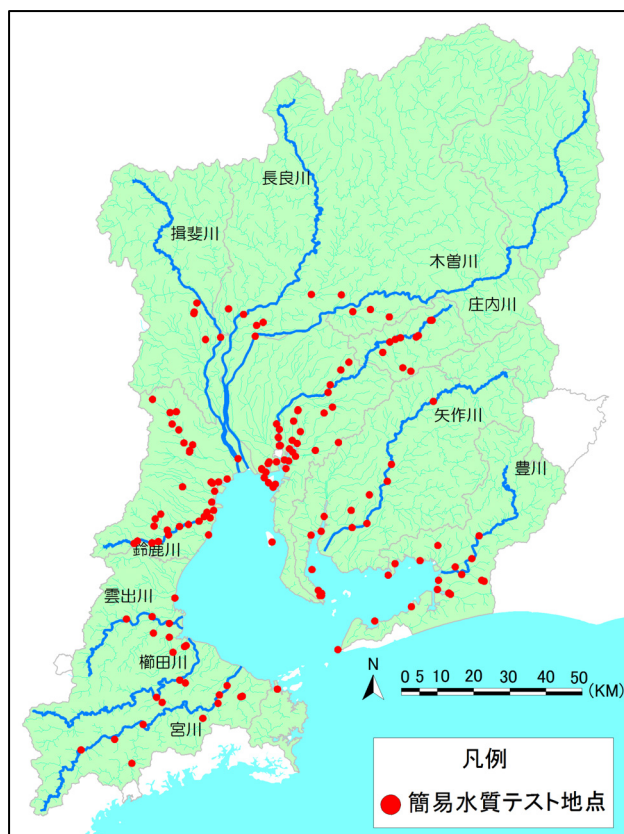 長良川
揖斐川
木曽川
庄内川
矢作川
豊川
鈴鹿川
雲出川
櫛田川
N
0 5 10 20 30 40 50
(KM)
宮川
凡例
簡易水質テスト地点